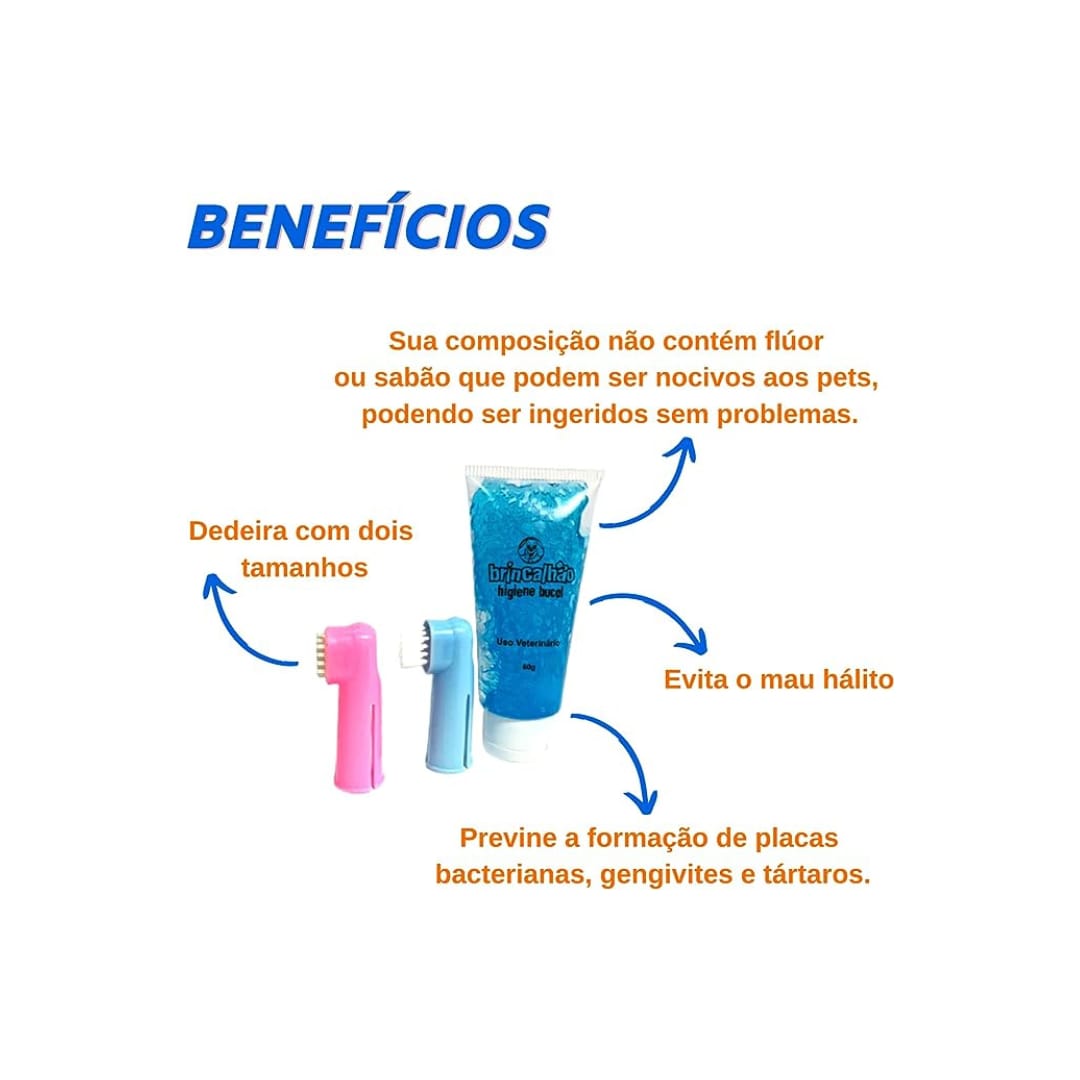 BENEFÍCIOS
Sua composição não contém flúor
ou sabão que podem ser nocivos aos pets,
podendo ser ingeridos sem problemas.
Dedeira com dois
tamanhos
brincalhão
higiene bucal
Uso Veterinário
60g
Evita o mau hálito
Previne a formação de placas
bacterianas, gengivites e tártaros.